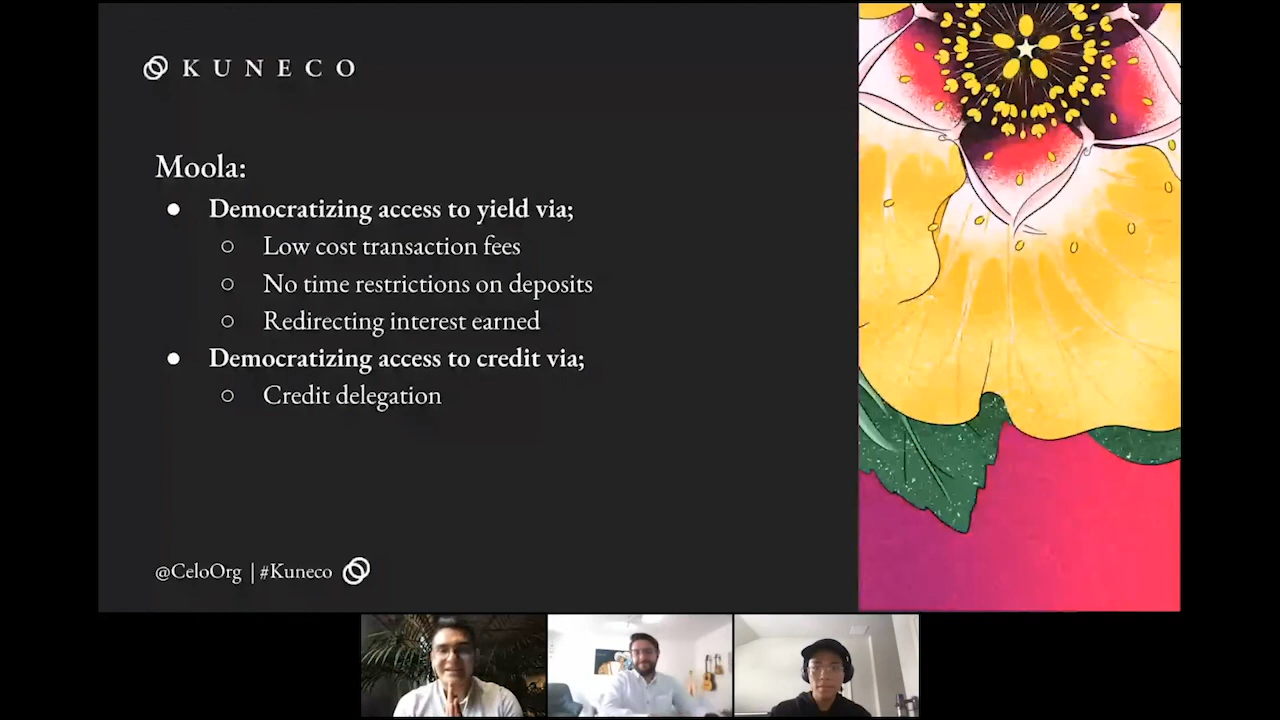 KUNECO
Moola:
● Democratizing access to yield via;
○ Low cost transaction fees
○ No time restrictions on deposits
○ Redirecting interest earned
● Democratizing access to credit via;
○ Credit delegation
@CeloOrg | #Kuneco